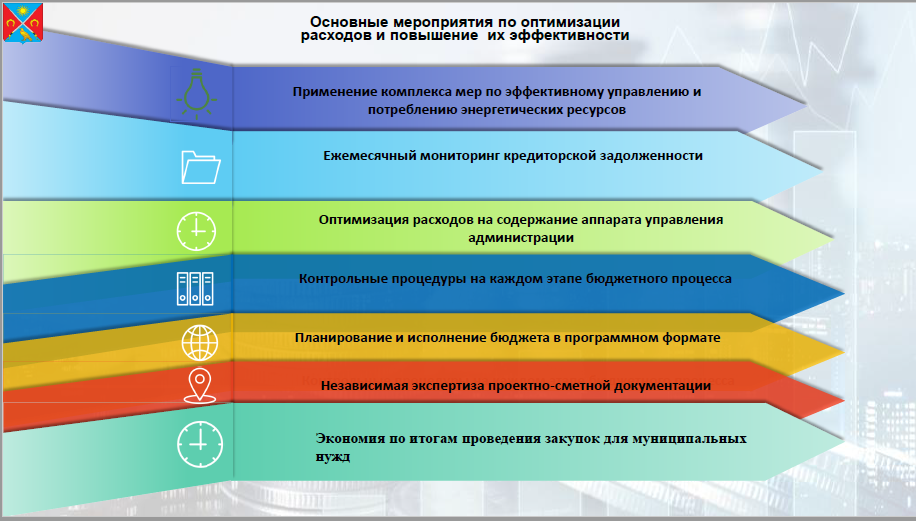 Основные мероприятия по оптимизации
расходов и повышение их эффективности
Применение комплекса мер по эффективному управлению и
потреблению энергетических ресурсов
Ежемесячный мониторинг кредиторской задолженности
Оптимизация расходов на содержание аппарата управления
администрации
Контрольные процедуры на каждом этапе бюджетного процесса
Планирование и исполнение бюджета в программном формате
Независимая экспертиза проектно-сметной документации
Экономия по итогам проведения закупок для муниципальных
нужд